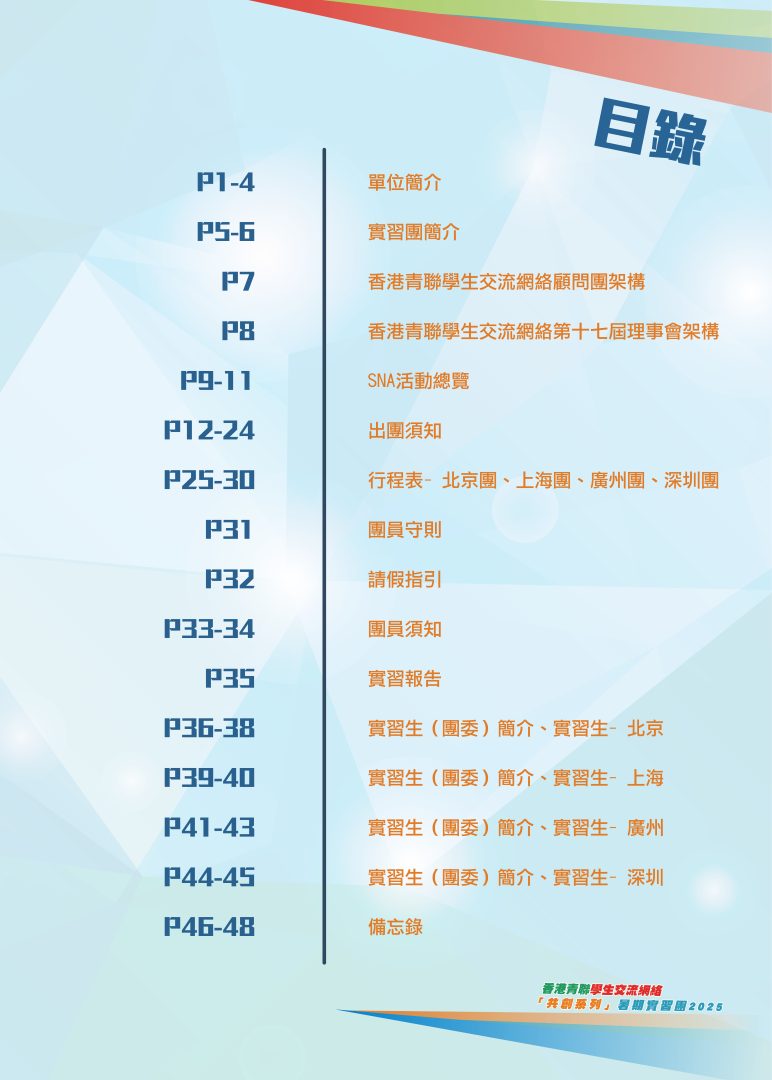 目錄
P1-4 單位簡介
P5-6 實習團簡介
P7 香港青聯學生交流網絡顧問團架構
P8 香港青聯學生交流網絡第十七屆理事會架構
P9-11 SNA活動總覽
P12-24 出團須知
P25-30 行程表- 北京團、上海團、廣州團、深圳團
P31 團員守則
P32 請假指引
P33-34 團員須知
P35 實習報告
P36-38 實習生（團委）簡介、實習生- 北京
P39-40 實習生（團委）簡介、實習生- 上海
P41-43 實習生（團委）簡介、實習生- 廣州
P44-45 實習生（團委）簡介、實習生- 深圳
P46-48 備忘錄
香港青聯學生交流網絡
「共創系列」暑期實習團2025